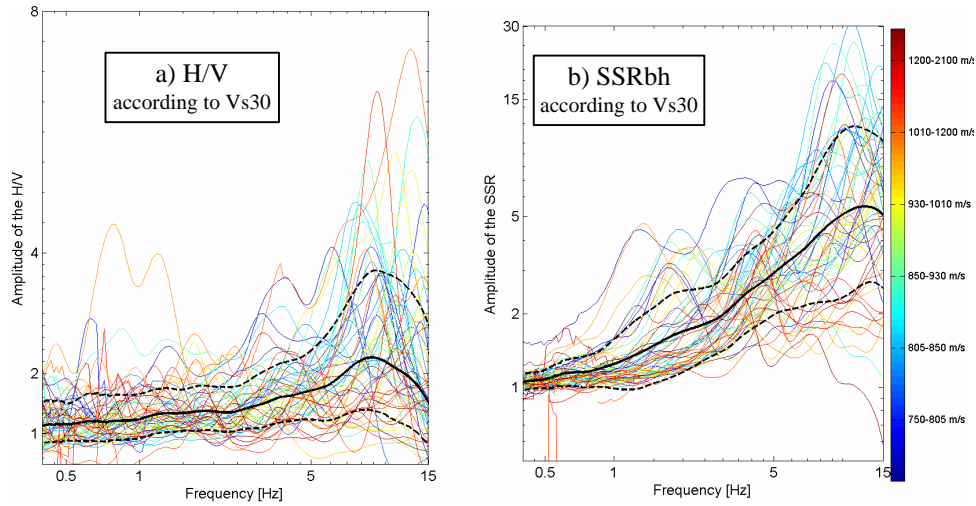 a) H/V
according to Vs30
Amplitude of the H/V
8
4
2
1
0.5
1
5
15
Frequency [Hz]
b) SSRbh
according to Vs30
Amplitude of the SSR
30
15
5
2
1
0.5
1
5
15
Frequency [Hz]
1200-2100 m/s
1010-1200 m/s
930-1010 m/s
850-930 m/s
805-850 m/s
750-805 m/s